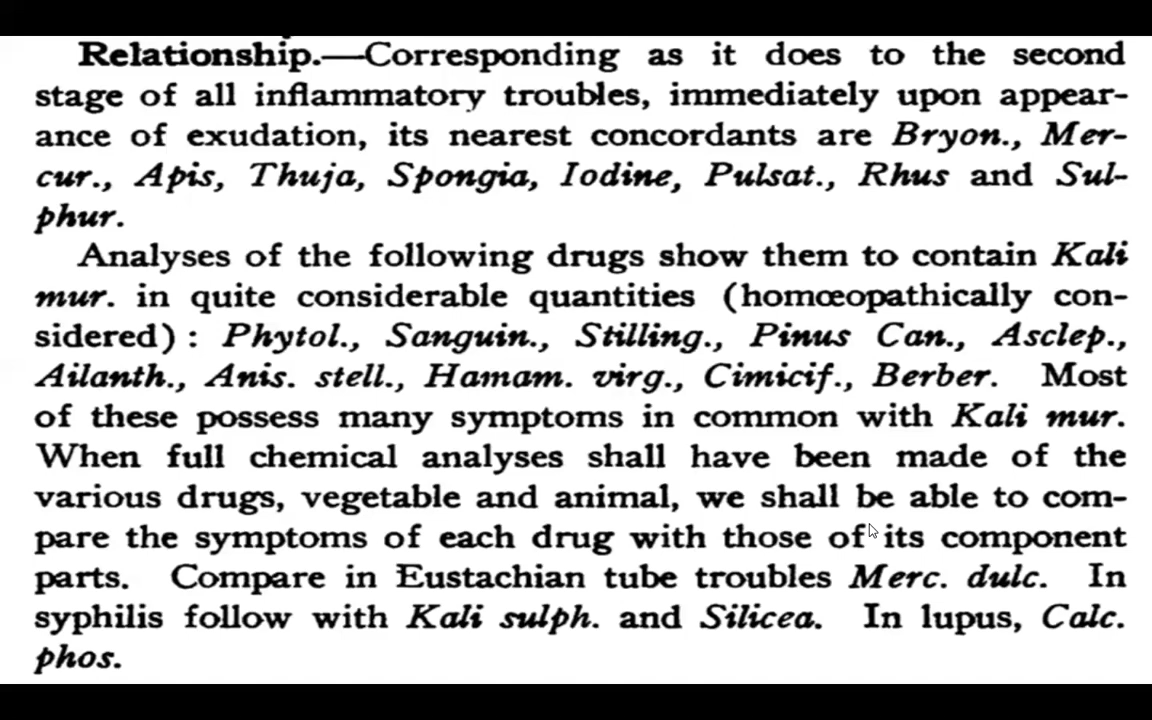 Relationship.—Corresponding as it does to the second
stage of all inflammatory troubles, immediately upon appear-
ance of exudation, its nearest concordants are Bryon., Mer-
cur., Apis, Thuja, Spongia, Iodine, Pulsat., Rhus and Sul-
phur.
Analyses of the following drugs show them to contain Kali
mur. in quite considerable quantities (homœopathically con-
sidered) : Phytol., Sanguin., Stilling., Pinus Can., Asclep.,
Ailanth., Anis. stell., Hamam. virg., Cimicif., Berber. Most
of these possess many symptoms in common with Kali mur.
When full chemical analyses shall have been made of the
various drugs, vegetable and animal, we shall be able to com-
pare the symptoms of each drug with those of its component
parts. Compare in Eustachian tube troubles Merc. dulc. In
syphilis follow with Kali sulph. and Silicea. In lupus, Calc.
phos.